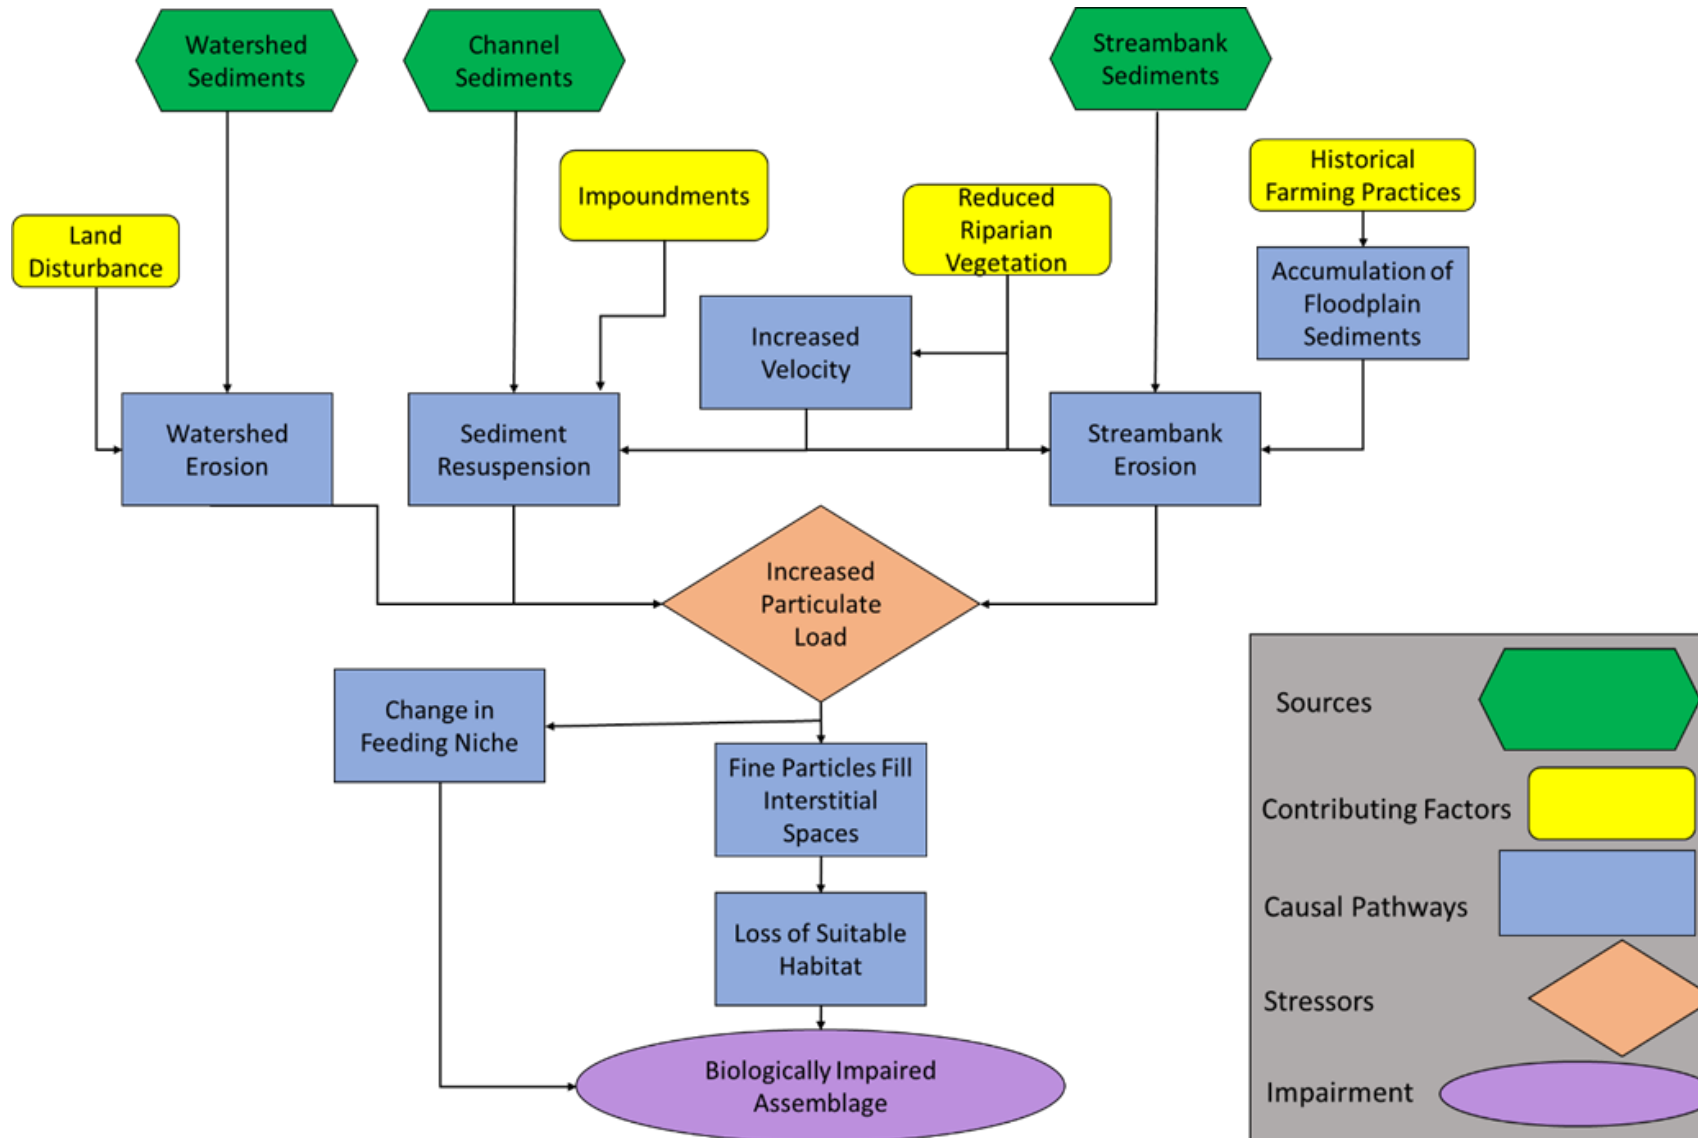 Watershed
Sediments
Channel
Sediments
Streambank
Sediments
Historical
Farming Practices
Impoundments
Reduced
Riparian
Vegetation
Land
Disturbance
Accumulation of
Floodplain
Sediments
Increased
Velocity
Watershed
Erosion
Sediment
Resuspension
Streambank
Erosion
Increased
Particulate
Load
Change in
Feeding Niche
Fine Particles Fill
Interstitial
Spaces
Loss of Suitable
Habitat
Biologically Impaired
Assemblage
Sources
Contributing Factors
Causal Pathways
Stressors
Impairment